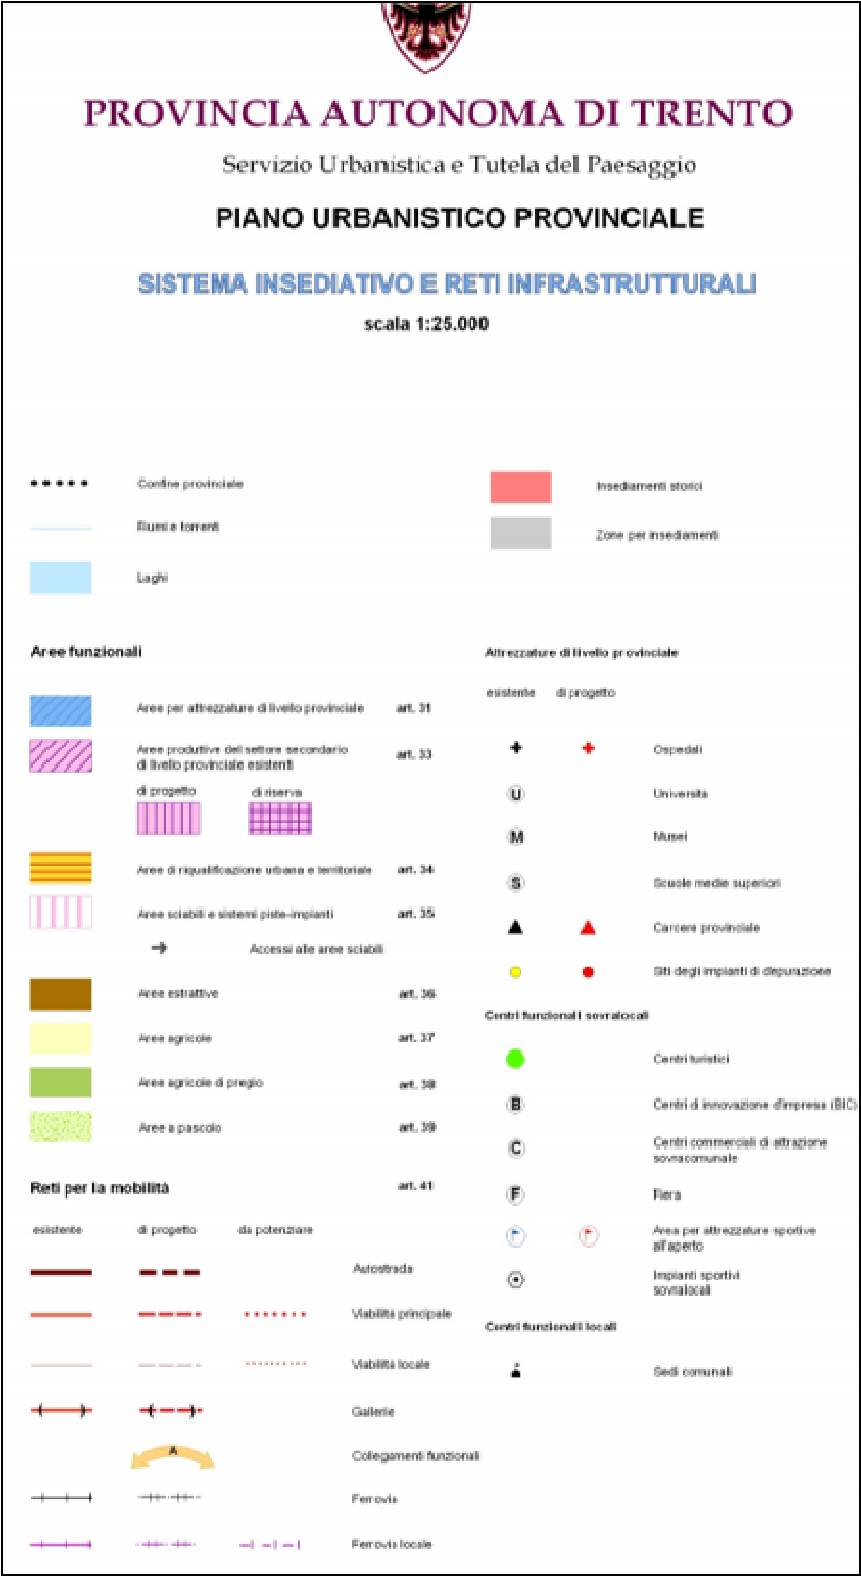 PROVINCIA AUTONOMA DI TRENTO
Servizio Urbanistica e Tutela del Paesaggio
PIANO URBANISTICO PROVINCIALE
SISTEMA INSEDIATIVO E RETI INFRASTRUTTURALI
scala 1:25.000
Confine provinciale
Fiumi e torrenti
Laghi
Insediamenti storici
Zone per insediamenti
Aree funzionali
Aree per attrezzature di livello provinciale art. 31
Aree produttive del settore secondario art. 33
di livello provinciale esistenti
di progetto di riserva
Aree di riqualificazione urbana e territoriale art. 34
Aree sciabili e sistemi piste-impianti art. 35
Accessi alle aree sciabili
Aree estrattive art. 36
Aree agricole art. 37
Aree agricole di pregio art. 38
Aree a pascolo art. 39
Reti per la mobilità art. 41
esistente di progetto da potenziare
Autostrada
Viabilità principale
Viabilità locale
Gallerie
A
Collegamenti funzionali
Ferrovia
Ferrovia locale
Attrezzature di livello provinciale
esistente di progetto
Ospedali
U Università
M Musei
S Scuole medie superiori
Carcere provinciale
Siti degli impianti di depurazione
Centri funzionali sovralocali
Centri turistici
B Centri di innovazione d'impresa (BIC)
C Centri commerciali di attrazione
sovracomunale
F Fiera
Area per attrezzature sportive
all'aperto
Impianti sportivi
sovralocali
Centri funzionali locali
Sedi comunali